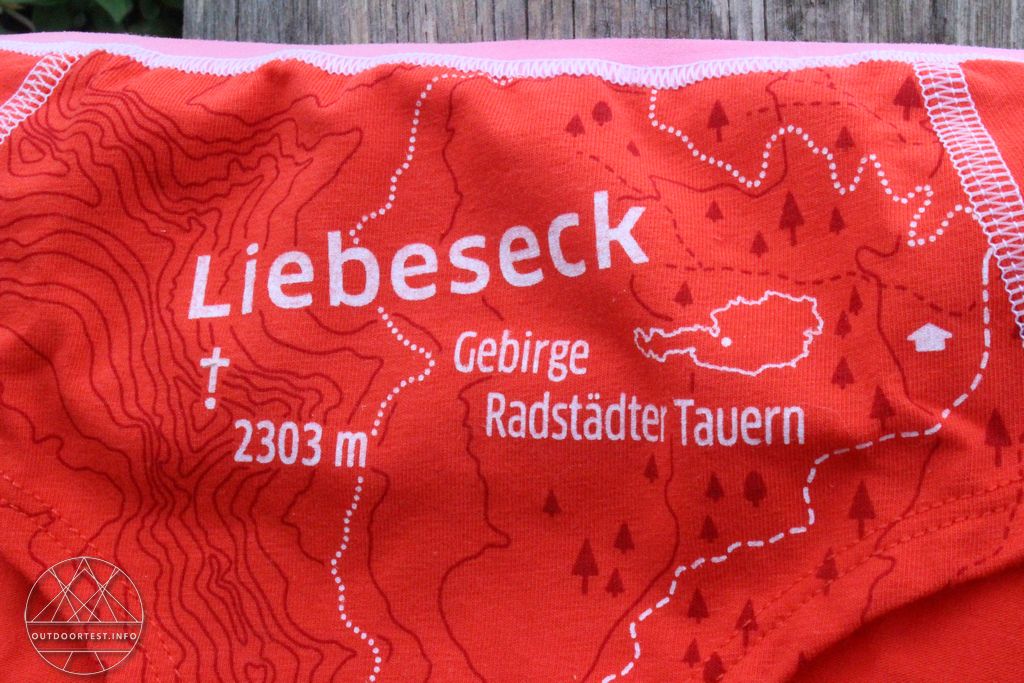 Liebeseck
Gebirge
Radstädter Tauern
2303 m
OUTDOORTEST.INFO